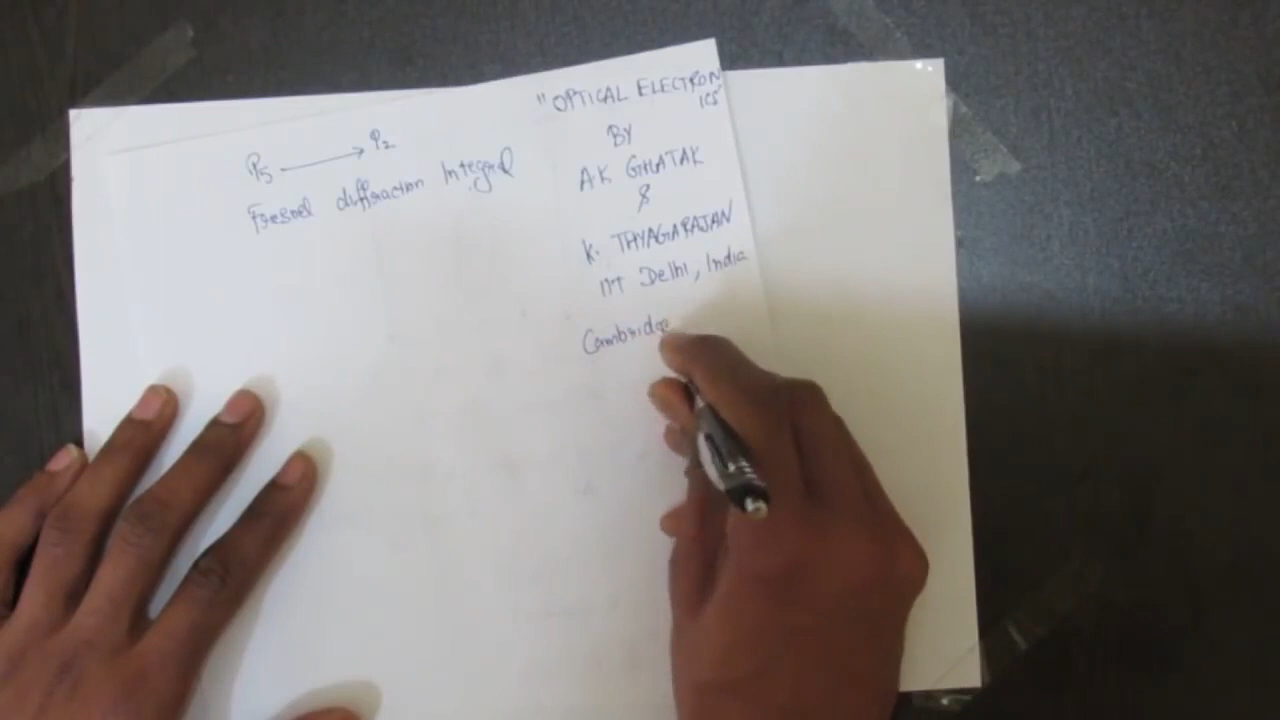 P5 → P2
Fresnel diffraction Integral
"OPTICAL ELECTRON
ICS"
BY
A.K GHATAK
&
K. THYAGARAJAN
IIT Delhi, India
Cambridge